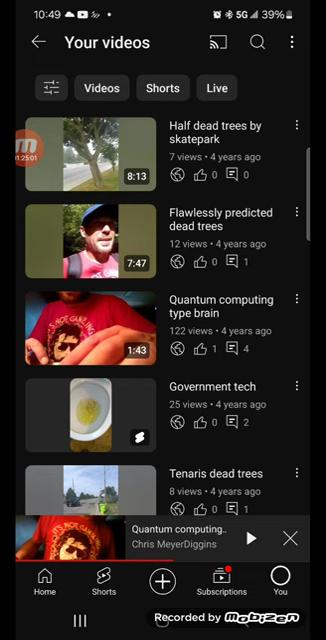 10:49
5G 39%
Your videos
Videos
Shorts
Live
01:25:01
Half dead trees by
skatepark
7 views • 4 years ago
0 0
8:13
Flawlessly predicted
dead trees
12 views • 4 years ago
0 1
7:47
Quantum computing
type brain
122 views • 4 years ago
1 4
1:43
Government tech
25 views • 4 years ago
0 2
Tenaris dead trees
8 views • 4 years ago
0 1
Quantum computing..
Chris MeyerDiggins
Home
Shorts
Subscriptions
You
Recorded by mobizen